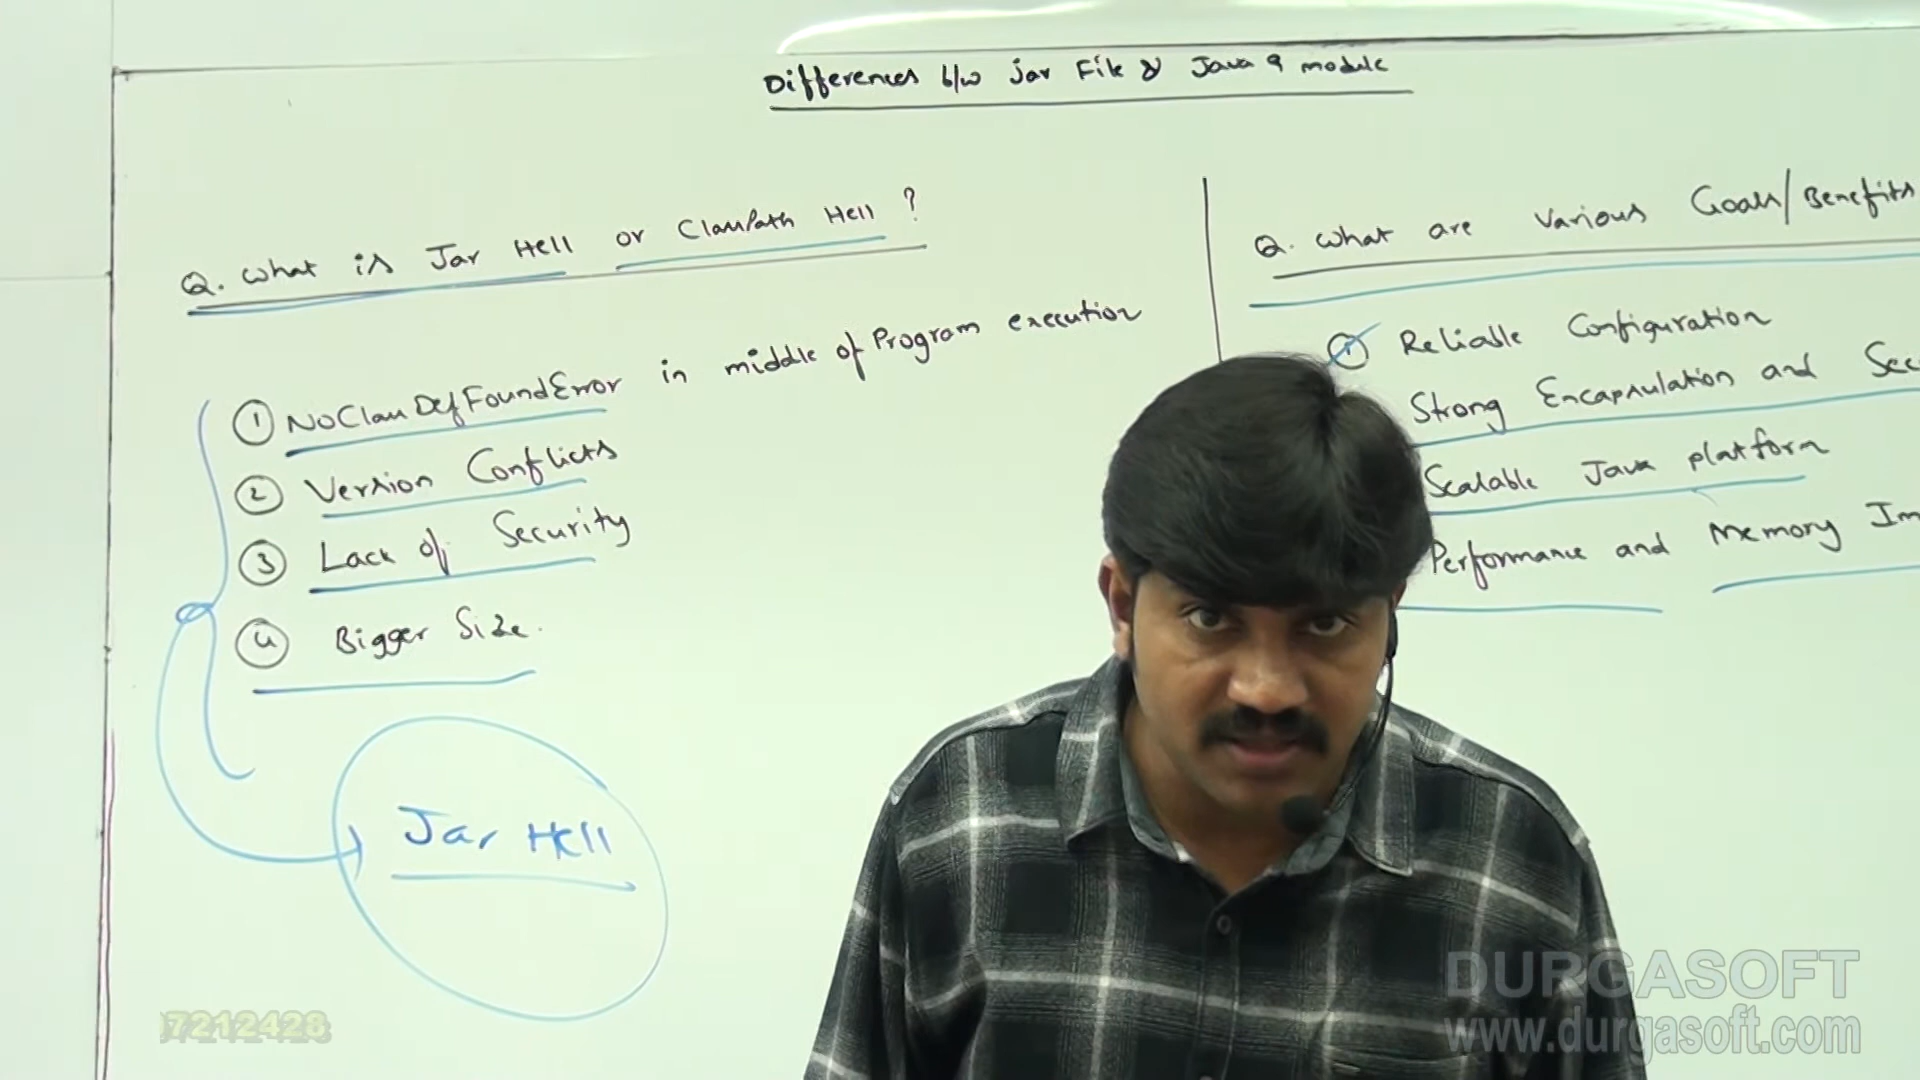 Differences b/w jar File & Java 9 module
Q. What is Jar Hell or ClassPath Hell ?
① NoClassDefFoundError in middle of Program execution
② Version Conflicts
③ Lack of Security
④ Bigger Size.
Jar Hell
Q. What are Various Goals/Benefits
① Reliable Configuration
Strong Encapsulation and Sec
Scalable Java platform
Performance and Memory Im
DURGASOFT
www.durgasoft.com
97212428